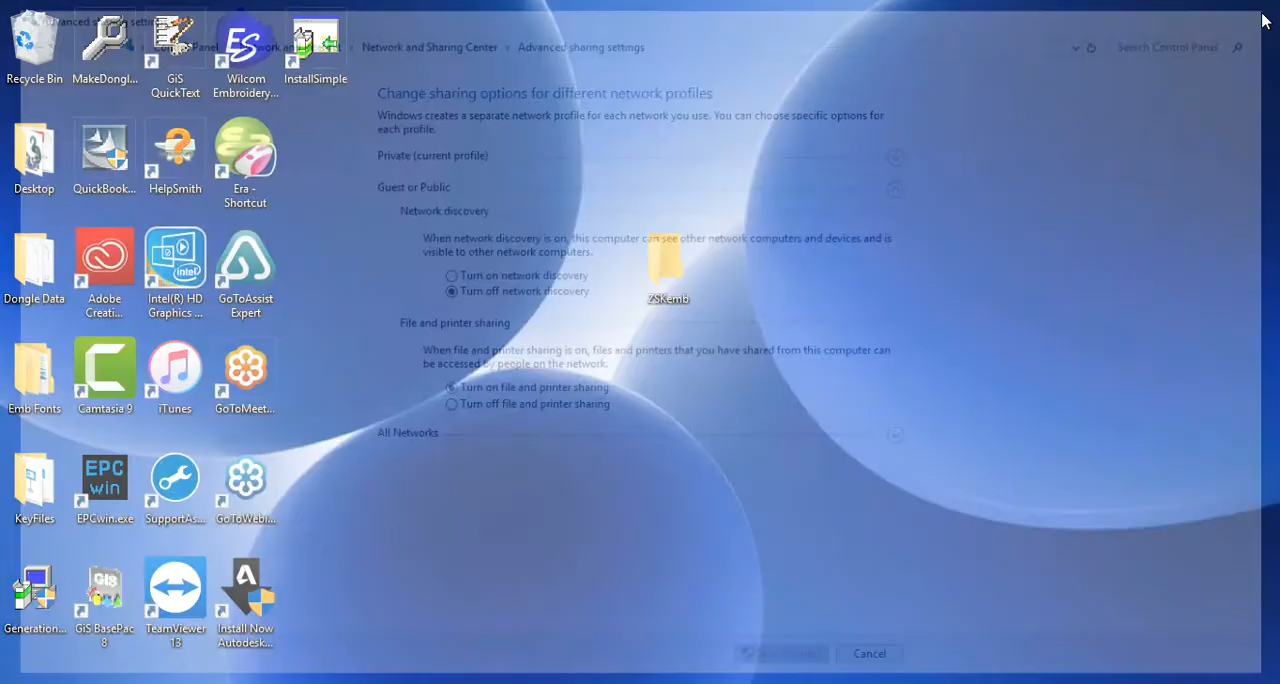 Advanced sharing settings
Network and Sharing Center › Advanced sharing settings
Search Control Panel
Change sharing options for different network profiles
Windows creates a separate network profile for each network you use. You can choose specific options for
each profile.
Private (current profile)
Guest or Public
Network discovery
When network discovery is on, this computer can see other network computers and devices and is
visible to other network computers.
Turn on network discovery
Turn off network discovery
File and printer sharing
When file and printer sharing is on, files and printers that you have shared from this computer can
be accessed by people on the network.
Turn on file and printer sharing
Turn off file and printer sharing
All Networks
Cancel
Recycle Bin
MakeDongl...
GiS
QuickText
ES
Wilcom
Embroidery...
InstallSimple
Desktop
QuickBook...
HelpSmith
Era -
Shortcut
Dongle Data
Adobe
Creati...
intel
Intel(R) HD
Graphics ...
GoToAssist
Expert
Emb Fonts
Camtasia 9
iTunes
GoToMeet...
KeyFiles
EPC
win
EPCwin.exe
SupportAs...
GoToWebi...
Generation...
GiS
GiS BasePac
8
TeamViewer
13
Install Now
Autodesk...
ZSKemb